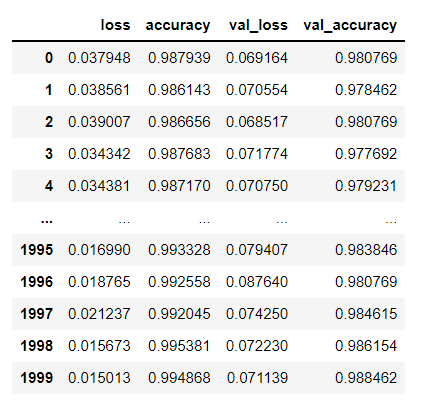 loss accuracy val_loss val_accuracy
0 0.037948 0.987939 0.069164 0.980769
1 0.038561 0.986143 0.070554 0.978462
2 0.039007 0.986656 0.068517 0.980769
3 0.034342 0.987683 0.071774 0.977692
4 0.034381 0.987170 0.070750 0.979231
... ... ... ... ...
1995 0.016990 0.993328 0.079407 0.983846
1996 0.018765 0.992558 0.087640 0.980769
1997 0.021237 0.992045 0.074250 0.984615
1998 0.015673 0.995381 0.072230 0.986154
1999 0.015013 0.994868 0.071139 0.988462